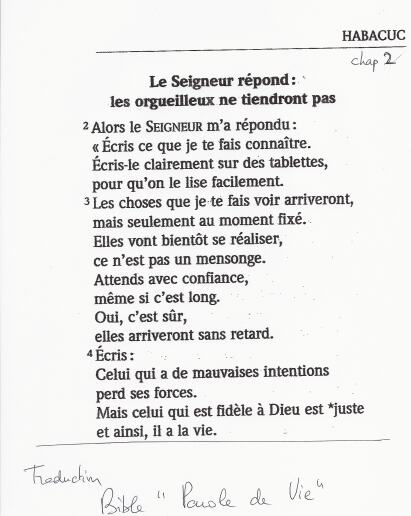 HABACUC
chap 2
Le Seigneur répond :
les orgueilleux ne tiendront pas
2 Alors le SEIGNEUR m'a répondu :
« Écris ce que je te fais connaître.
Écris-le clairement sur des tablettes,
pour qu'on le lise facilement.
3 Les choses que je te fais voir arriveront,
mais seulement au moment fixé.
Elles vont bientôt se réaliser,
ce n'est pas un mensonge.
Attends avec confiance,
même si c'est long.
Oui, c'est sûr,
elles arriveront sans retard.
4 Écris :
Celui qui a de mauvaises intentions
perd ses forces.
Mais celui qui est fidèle à Dieu est *juste
et ainsi, il a la vie.
Traduction
Bible " Parole de Vie "